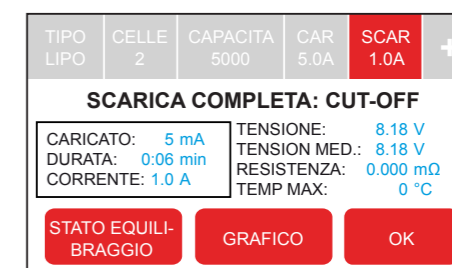 TIPO CELLE CAPACITA CAR SCAR +
LIPO 2 5000 5.0A 1.0A
SCARICA COMPLETA: CUT-OFF
CARICATO: 5 mA
DURATA: 0:06 min
CORRENTE: 1.0 A
TENSIONE: 8.18 V
TENSION MED.: 8.18 V
RESISTENZA: 0.000 mΩ
TEMP MAX: 0 °C
STATO EQUILI-
BRAGGIO
GRAFICO
OK